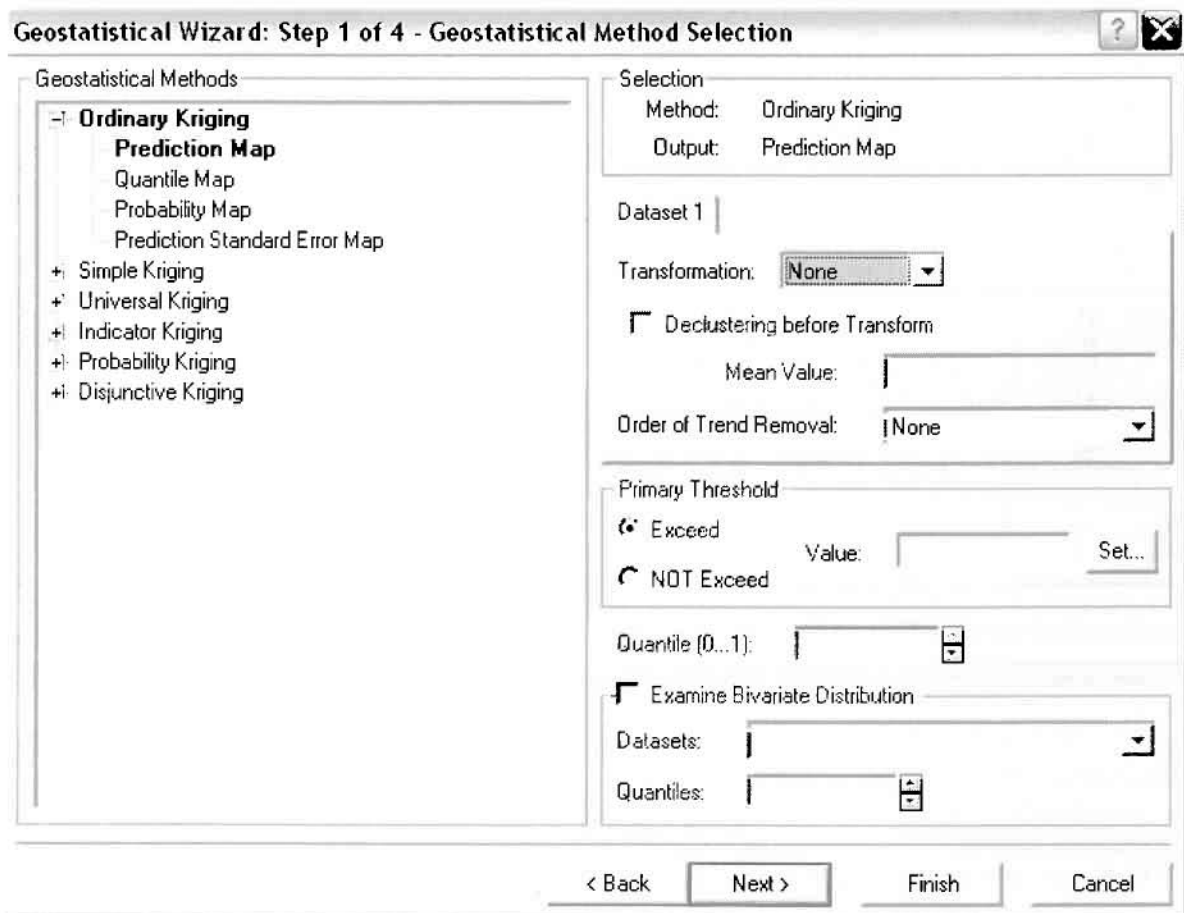 Geostatistical Wizard: Step 1 of 4 - Geostatistical Method Selection
Geostatistical Methods
Ordinary Kriging
Prediction Map
Quantile Map
Probability Map
Prediction Standard Error Map
Simple Kriging
Universal Kriging
Indicator Kriging
Probability Kriging
Disjunctive Kriging
Selection
Method: Ordinary Kriging
Output: Prediction Map
Dataset 1
Transformation: None
Declustering before Transform
Mean Value:
Order of Trend Removal: None
Primary Threshold
Exceed
NOT Exceed
Value: Set...
Quantile (0...1):
Examine Bivariate Distribution
Datasets:
Quantiles:
< Back Next > Finish Cancel